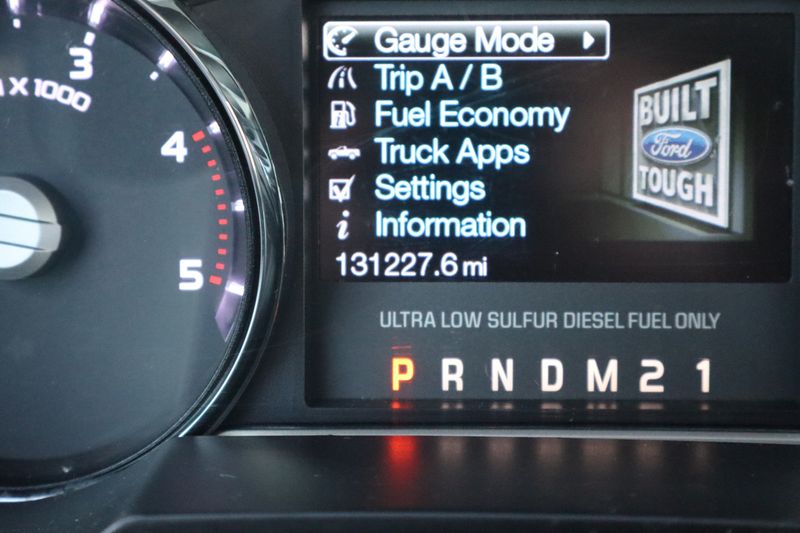 3
X 1000
4
5
Gauge Mode
Trip A / B
Fuel Economy
Truck Apps
Settings
Information
131227.6 mi
BUILT
Ford
TOUGH
ULTRA LOW SULFUR DIESEL FUEL ONLY
P R N D M 2 1